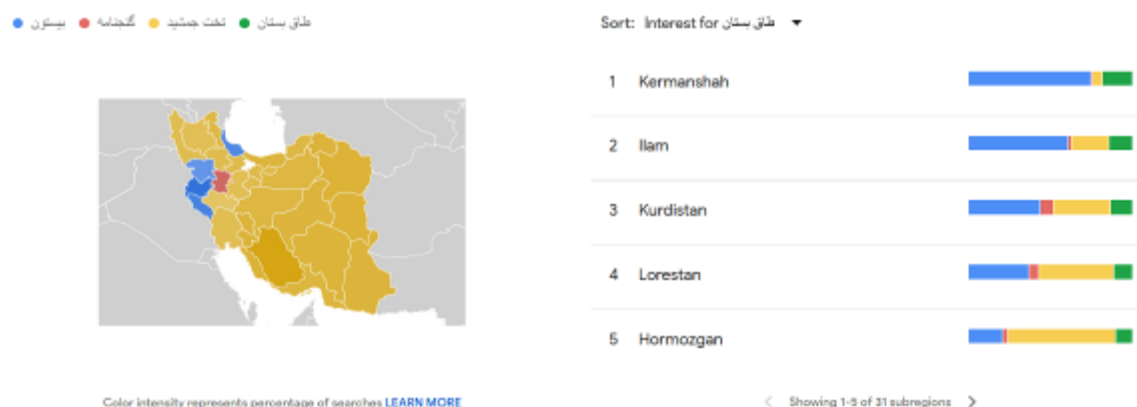 بیستون گنجنامه تخت جمشید طاق بستان
Sort: Interest for طاق بستان
1 Kermanshah
2 Ilam
3 Kurdistan
4 Lorestan
5 Hormozgan
Color intensity represents percentage of searches LEARN MORE
Showing 1-5 of 31 subregions